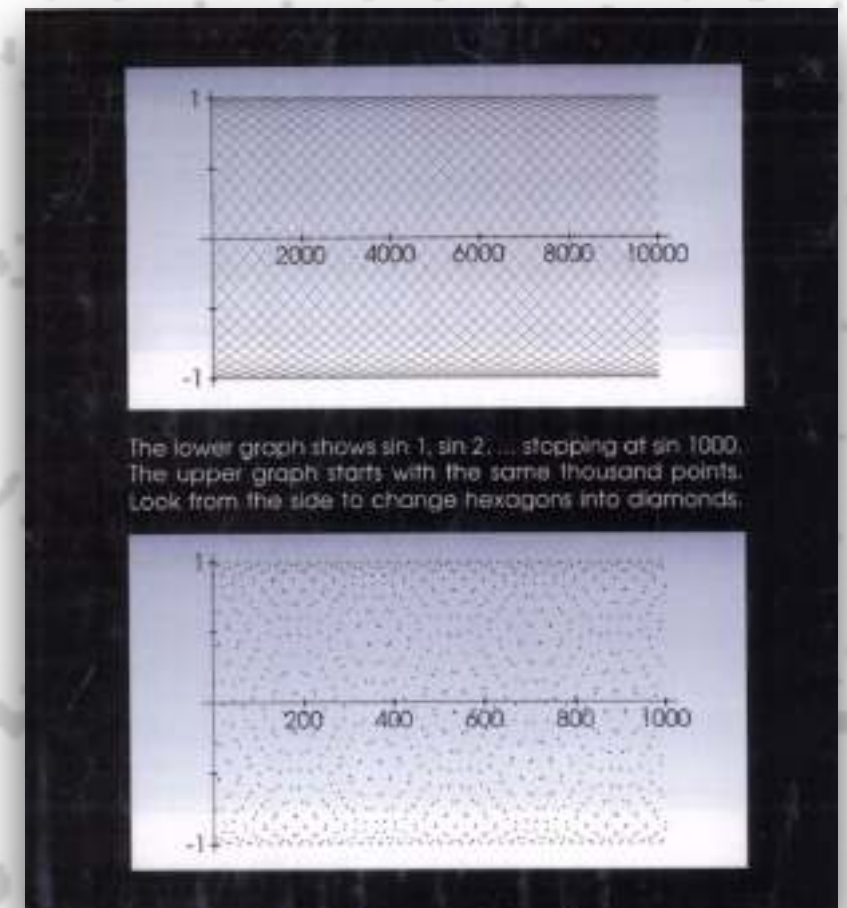 1
2000 4000 6000 8000 10000
-1
The lower graph shows sin 1, sin 2, ... stopping at sin 1000.
The upper graph starts with the same thousand points.
Look from the side to change hexagons into diamonds.
1
200 400 600 800 1000
-1